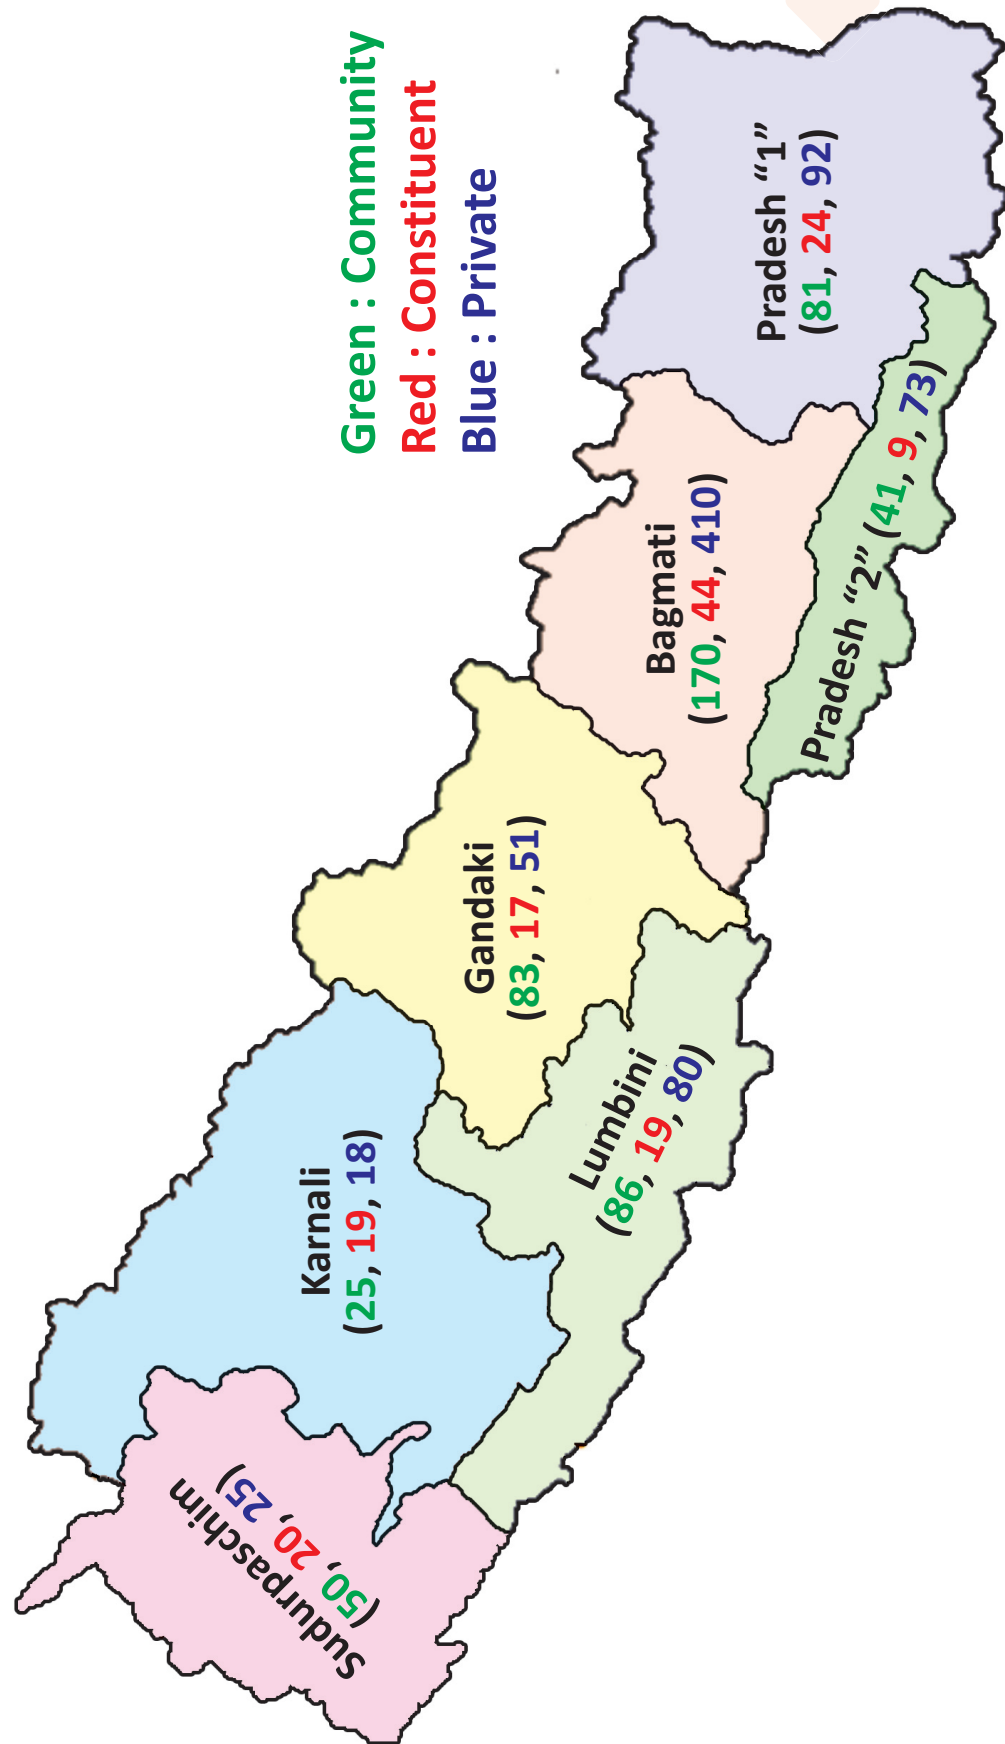 Green : Community
Red : Constituent
Blue : Private
Sudurpaschim
(50, 20, 25)
Karnali
(25, 19, 18)
Gandaki
(83, 17, 51)
Lumbini
(86, 19, 80)
Bagmati
(170, 44, 410)
Pradesh “1”
(81, 24, 92)
Pradesh “2” (41, 9, 73)